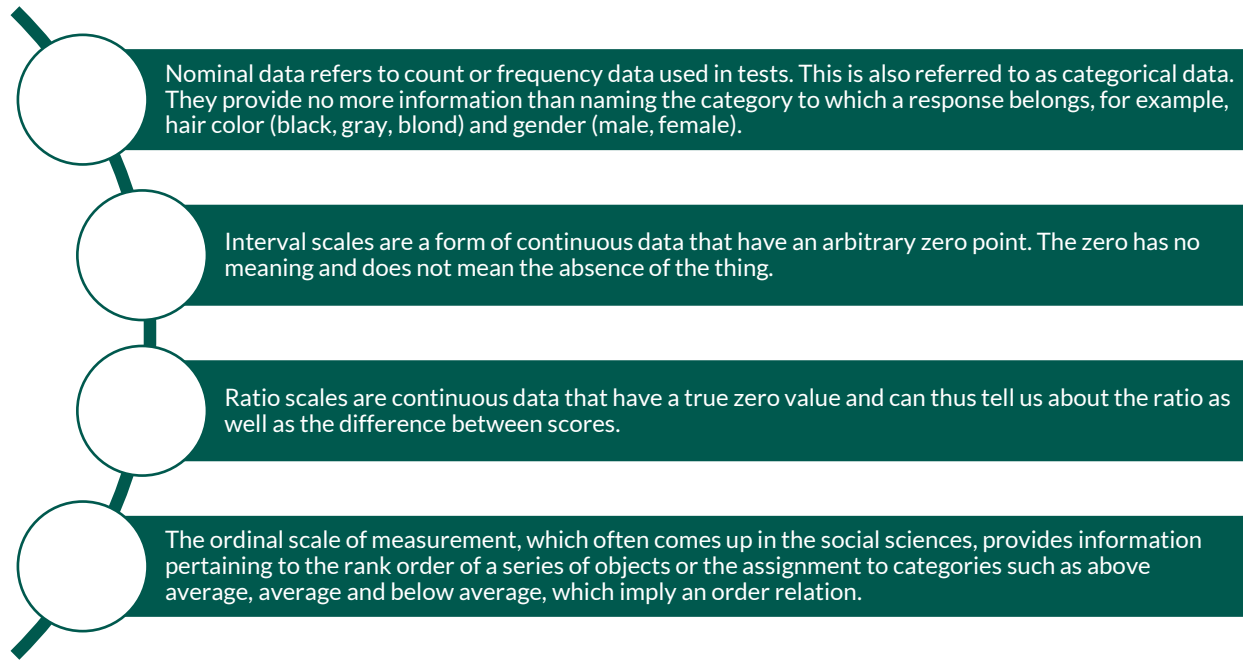 Nominal data refers to count or frequency data used in tests. This is also referred to as categorical data.
They provide no more information than naming the category to which a response belongs, for example,
hair color (black, gray, blond) and gender (male, female).
Interval scales are a form of continuous data that have an arbitrary zero point. The zero has no
meaning and does not mean the absence of the thing.
Ratio scales are continuous data that have a true zero value and can thus tell us about the ratio as
well as the difference between scores.
The ordinal scale of measurement, which often comes up in the social sciences, provides information
pertaining to the rank order of a series of objects or the assignment to categories such as above
average, average and below average, which imply an order relation.